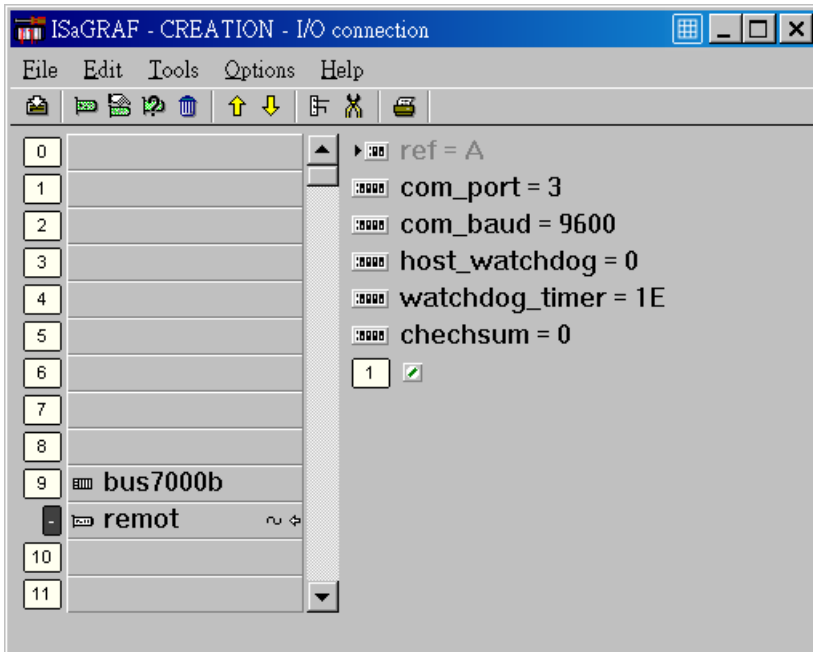 ISaGRAF - CREATION - I/O connection
File Edit Tools Options Help
0
1
2
3
4
5
6
7
8
9 bus7000b
- remot
10
11
ref = A
com_port = 3
com_baud = 9600
host_watchdog = 0
watchdog_timer = 1E
chechsum = 0
1